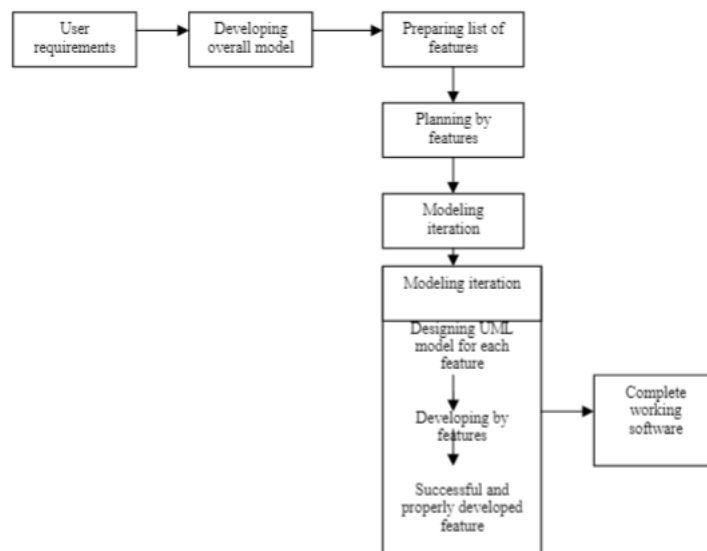 User
requirements
Developing
overall model
Preparing list of
features
Planning by
features
Modeling
iteration
Modeling iteration
Designing UML
model for each
feature
Developing by
features
Successful and
properly developed
feature
Complete
working
software